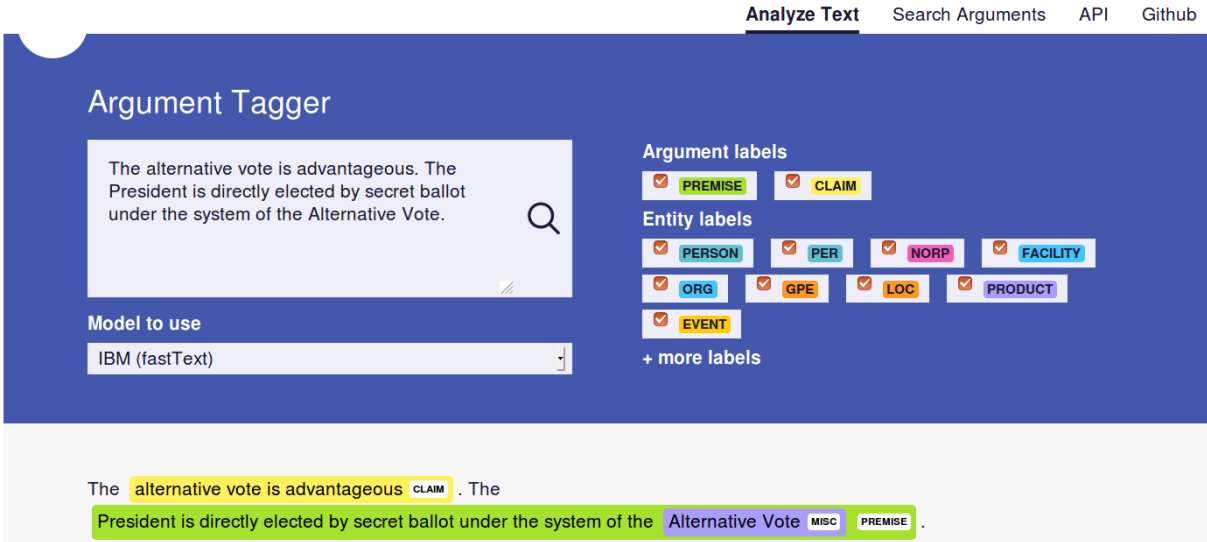 Analyze Text Search Arguments API Github
Argument Tagger
The alternative vote is advantageous. The
President is directly elected by secret ballot
under the system of the Alternative Vote.
Model to use
IBM (fastText)
Argument labels
PREMISE CLAIM
Entity labels
PERSON PER NORP FACILITY
ORG GPE LOC PRODUCT
EVENT
+ more labels
The alternative vote is advantageous CLAIM . The
President is directly elected by secret ballot under the system of the Alternative Vote MISC PREMISE .